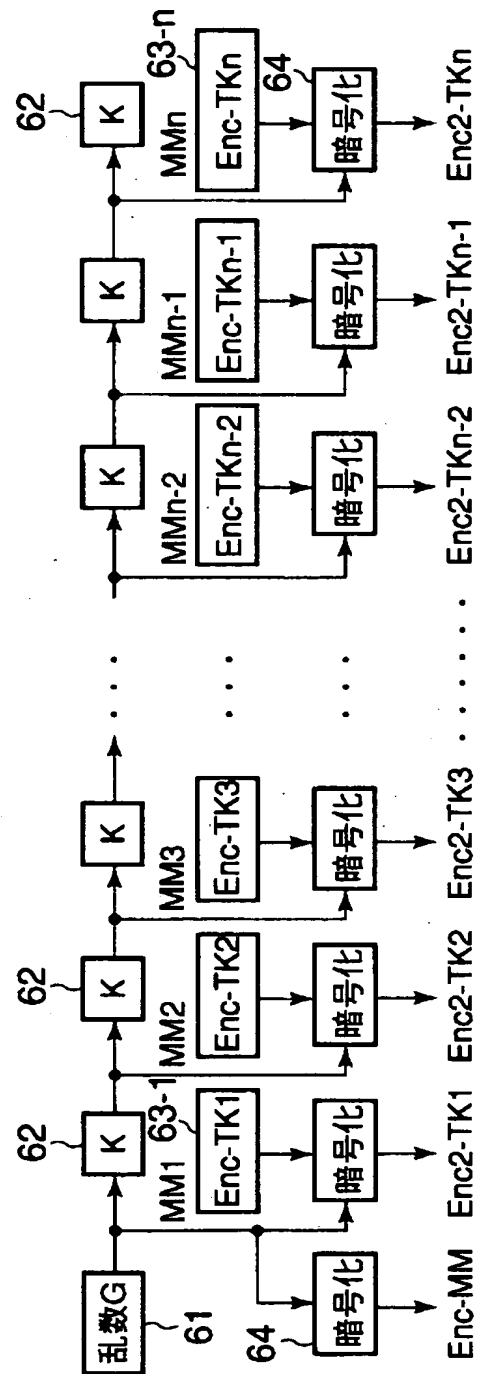 62
62
62
乱数G
K
K
K
・・・
K
K
K
61
MM1
63-1
MM2
MM3
MMn-2
MMn-1
MMn
63-n
Enc-TK1
Enc-TK2
Enc-TK3
・・・
Enc-TKn-2
Enc-TKn-1
Enc-TKn
64
64
暗号化
暗号化
暗号化
暗号化
・・・
暗号化
暗号化
暗号化
Enc-MM
Enc2-TK1
Enc2-TK2
Enc2-TK3
・・・・・・・
Enc2-TKn-2
Enc2-TKn-1
Enc2-TKn